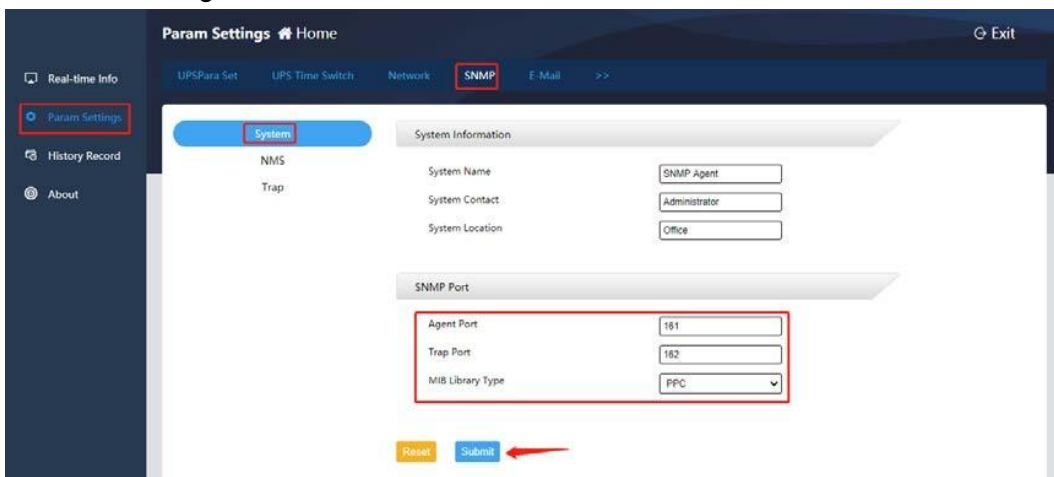 Param Settings Home Exit
Real-time Info
Param Settings
History Record
About
UPSPara Set UPS Time Switch Network SNMP E-Mail >>
System
NMS
Trap
System Information
System Name SNMP Agent
System Contact Administrator
System Location Office
SNMP Port
Agent Port 161
Trap Port 162
MIB Library Type PPC
Reset Submit